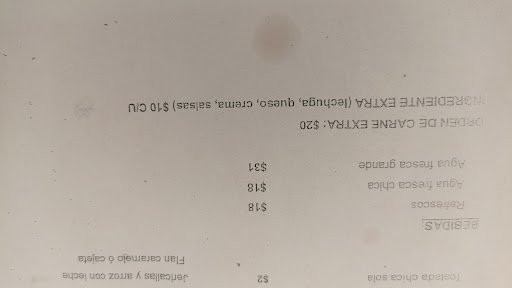 Tostada chica sola $2 Jericallas y arroz con leche
Flan caramelo ó cajeta
BEBIDAS:
Refrescos $18
Agua fresca chica $18
Agua fresca grande $31
ORDEN DE CARNE EXTRA: $20
INGREDIENTE EXTRA (lechuga, queso, crema, salsas) $10 C/U